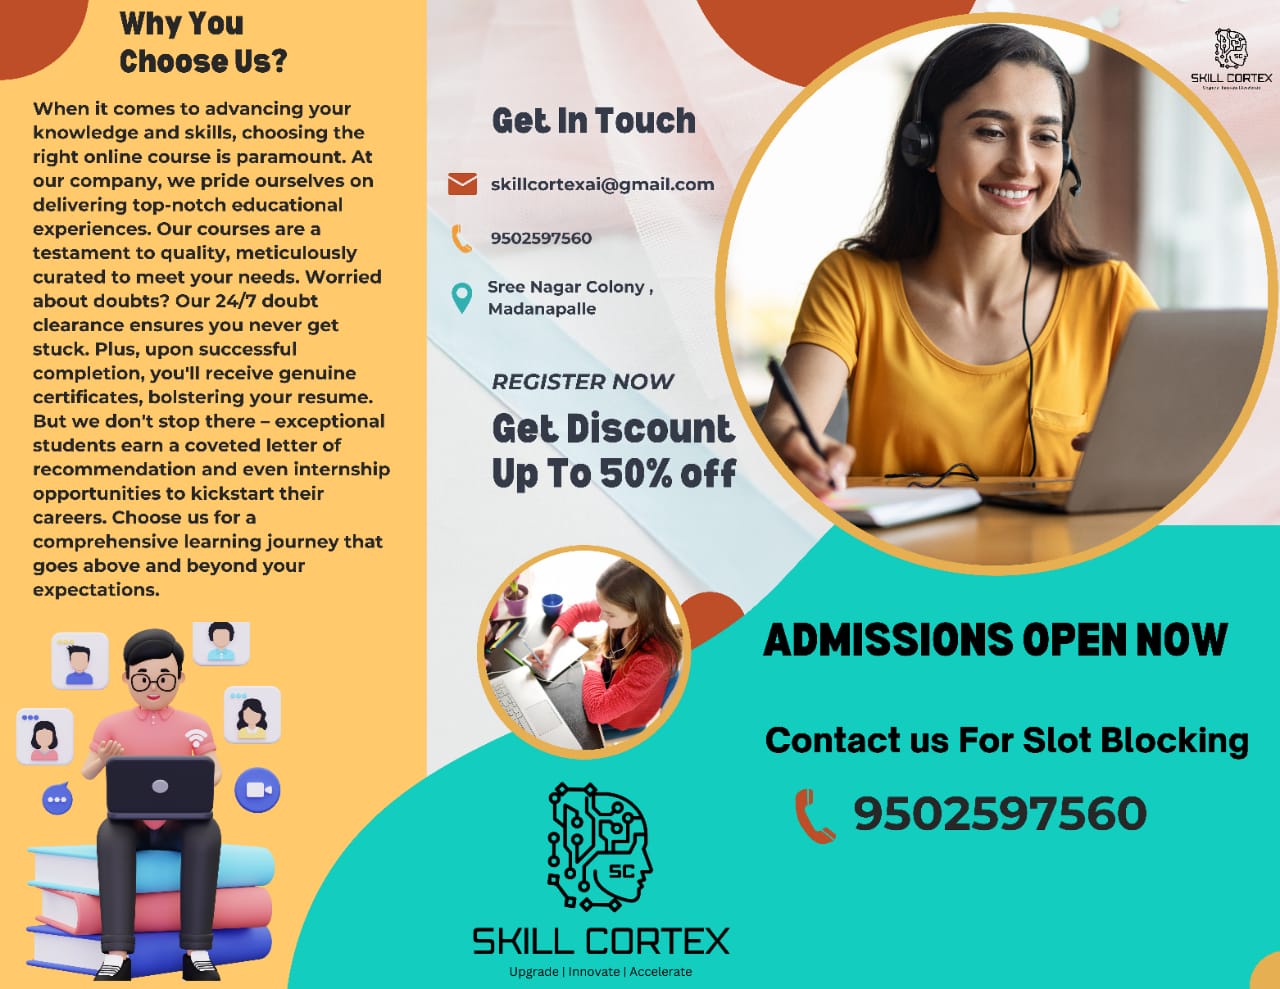 Why You
Choose Us?
When it comes to advancing your
knowledge and skills, choosing the
right online course is paramount. At
our company, we pride ourselves on
delivering top-notch educational
experiences. Our courses are a
testament to quality, meticulously
curated to meet your needs. Worried
about doubts? Our 24/7 doubt
clearance ensures you never get
stuck. Plus, upon successful
completion, you'll receive genuine
certificates, bolstering your resume.
But we don't stop there – exceptional
students earn a coveted letter of
recommendation and even internship
opportunities to kickstart their
careers. Choose us for a
comprehensive learning journey that
goes above and beyond your
expectations.
Get In Touch
skillcortexai@gmail.com
9502597560
Sree Nagar Colony ,
Madanapalle
REGISTER NOW
Get Discount
Up To 50% off
SC
SKILL CORTEX
Upgrade | Innovate | Accelerate
SC
SKILL CORTEX
ADMISSIONS OPEN NOW
Contact us For Slot Blocking
9502597560